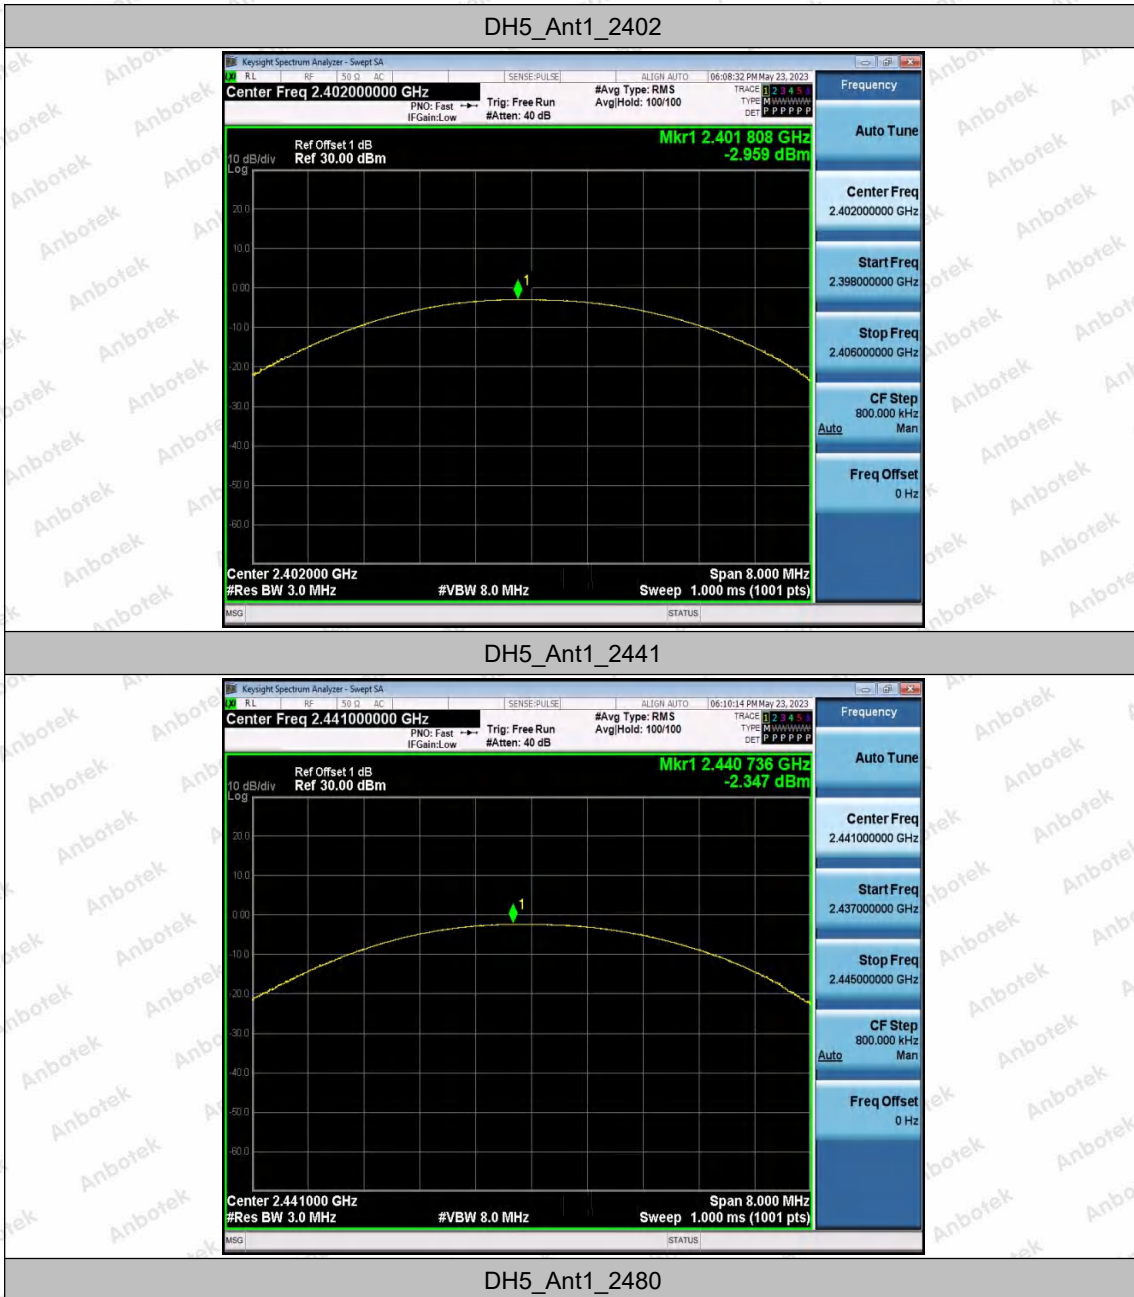 DH5_Ant1_2402
Keysight Spectrum Analyzer - Swept SA
RL RF 50 Ω AC SENSE:PULSE ALIGN AUTO 06:08:32 PM May 23, 2023
Center Freq 2.402000000 GHz
PNO: Fast
IFGain:Low
Trig: Free Run
#Atten: 40 dB
#Avg Type: RMS
Avg|Hold: 100/100
TRACE 1 2 3 4 5 6
TYPE M WWWWW
DET P P P P P P
Frequency
Ref Offset 1 dB
10 dB/div Ref 30.00 dBm
Log
Mkr1 2.401 808 GHz
-2.959 dBm
20.0
10.0
0.00
-10.0
-20.0
-30.0
-40.0
-50.0
-60.0
1
Center 2.402000 GHz
#Res BW 3.0 MHz
#VBW 8.0 MHz
Span 8.000 MHz
Sweep 1.000 ms (1001 pts)
MSG STATUS
Auto Tune
Center Freq
2.402000000 GHz
Start Freq
2.398000000 GHz
Stop Freq
2.406000000 GHz
CF Step
800.000 kHz
Auto Man
Freq Offset
0 Hz
DH5_Ant1_2441
Keysight Spectrum Analyzer - Swept SA
RL RF 50 Ω AC SENSE:PULSE ALIGN AUTO 06:10:14 PM May 23, 2023
Center Freq 2.441000000 GHz
PNO: Fast
IFGain:Low
Trig: Free Run
#Atten: 40 dB
#Avg Type: RMS
Avg|Hold: 100/100
TRACE 1 2 3 4 5 6
TYPE M WWWWW
DET P P P P P P
Frequency
Ref Offset 1 dB
10 dB/div Ref 30.00 dBm
Log
Mkr1 2.440 736 GHz
-2.347 dBm
20.0
10.0
0.00
-10.0
-20.0
-30.0
-40.0
-50.0
-60.0
1
Center 2.441000 GHz
#Res BW 3.0 MHz
#VBW 8.0 MHz
Span 8.000 MHz
Sweep 1.000 ms (1001 pts)
MSG STATUS
Auto Tune
Center Freq
2.441000000 GHz
Start Freq
2.437000000 GHz
Stop Freq
2.445000000 GHz
CF Step
800.000 kHz
Auto Man
Freq Offset
0 Hz
DH5_Ant1_2480
Anbotek